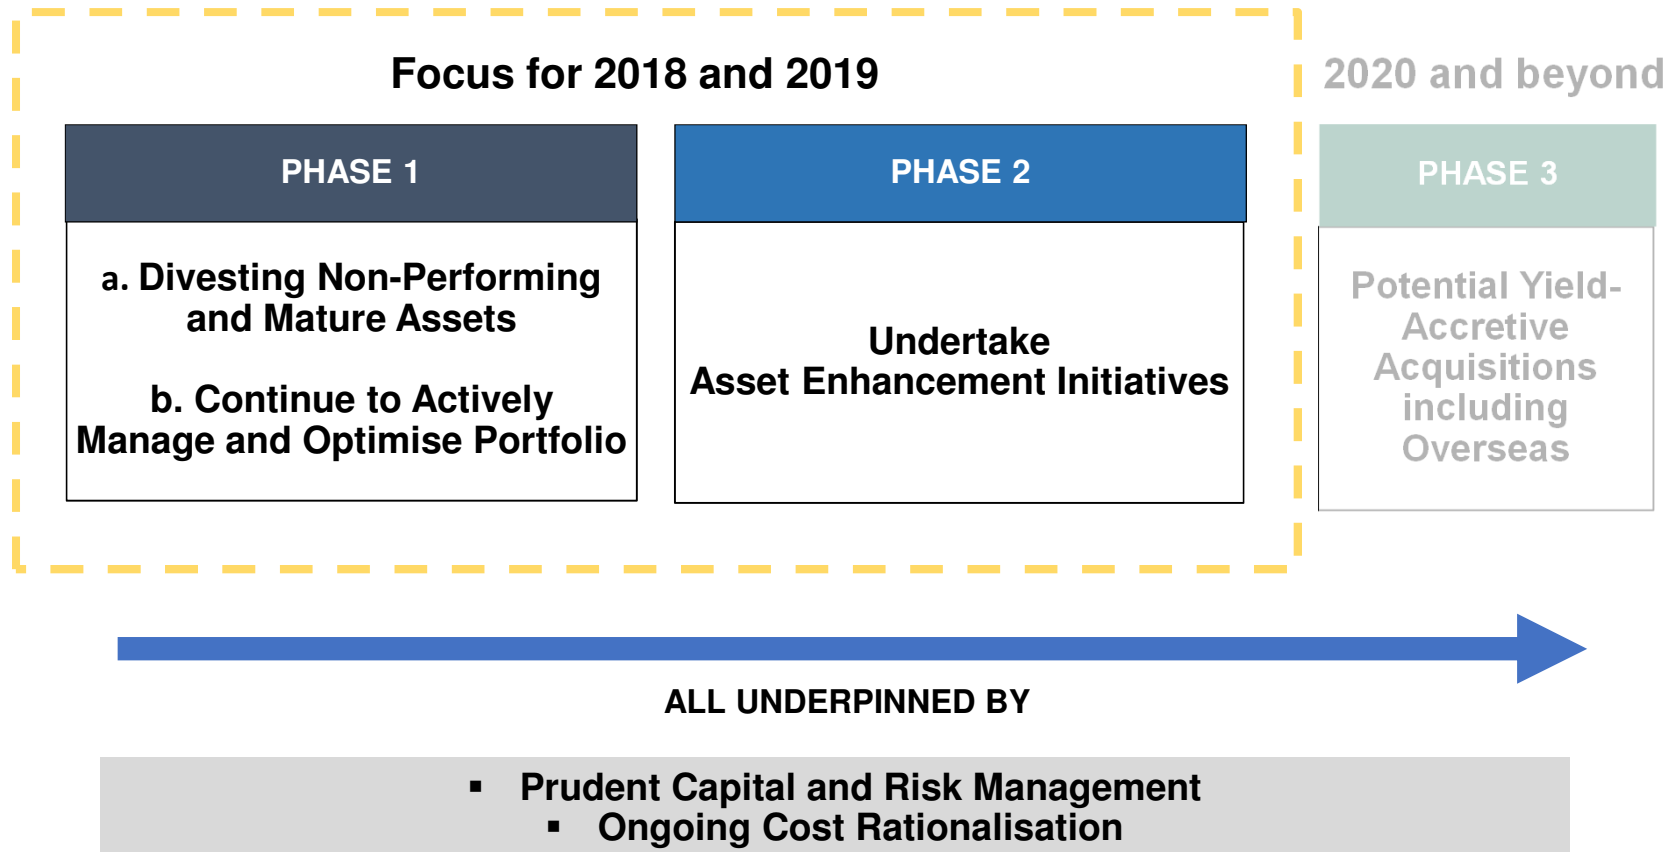 Focus for 2018 and 2019
2020 and beyond
PHASE 1
a. Divesting Non-Performing
and Mature Assets
b. Continue to Actively
Manage and Optimise Portfolio
PHASE 2
Undertake
Asset Enhancement Initiatives
PHASE 3
Potential Yield-
Accretive
Acquisitions
including
Overseas
ALL UNDERPINNED BY
▪ Prudent Capital and Risk Management
▪ Ongoing Cost Rationalisation